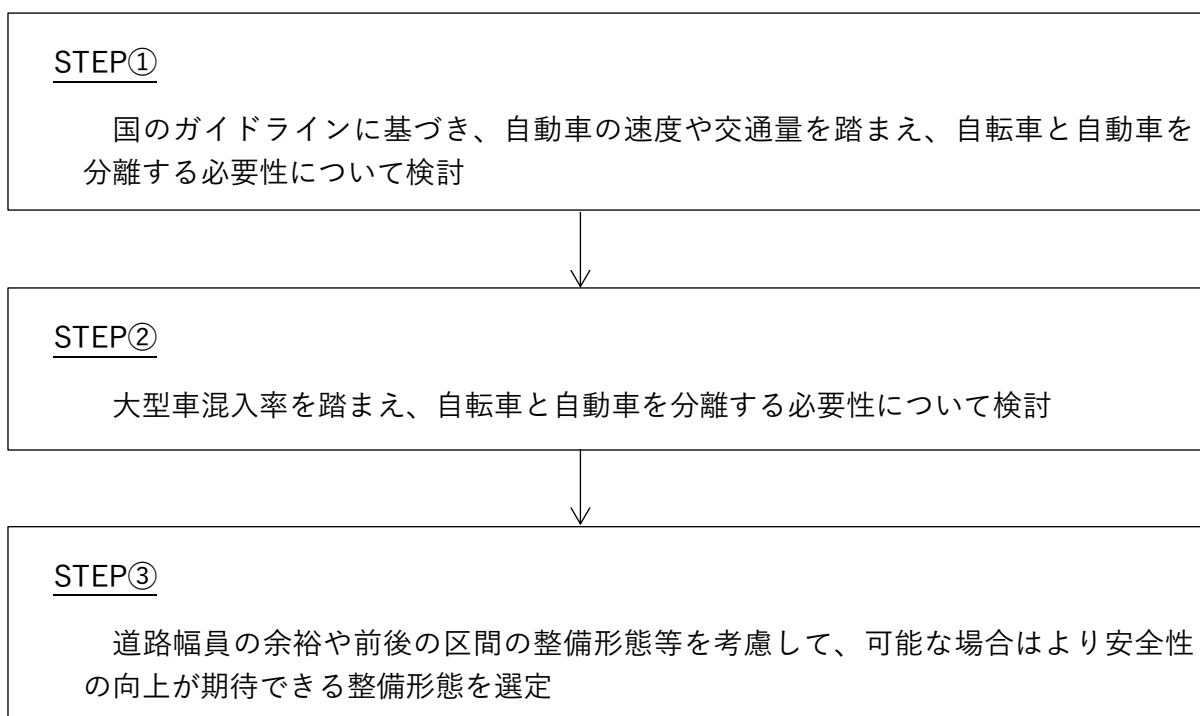 STEP①
国のガイドラインに基づき、自動車の速度や交通量を踏まえ、自転車と自動車を
分離する必要性について検討
STEP②
大型車混入率を踏まえ、自転車と自動車を分離する必要性について検討
STEP③
道路幅員の余裕や前後の区間の整備形態等を考慮して、可能な場合はより安全性
の向上が期待できる整備形態を選定